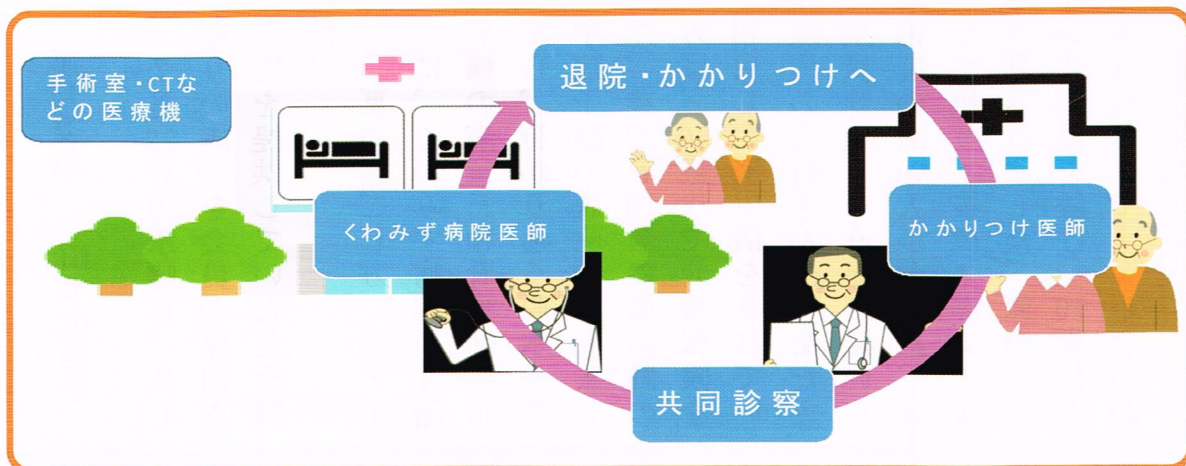 手術室・CTな
どの医療機
退院・かかりつけへ
くわみず病院医師
かかりつけ医師
共同診察